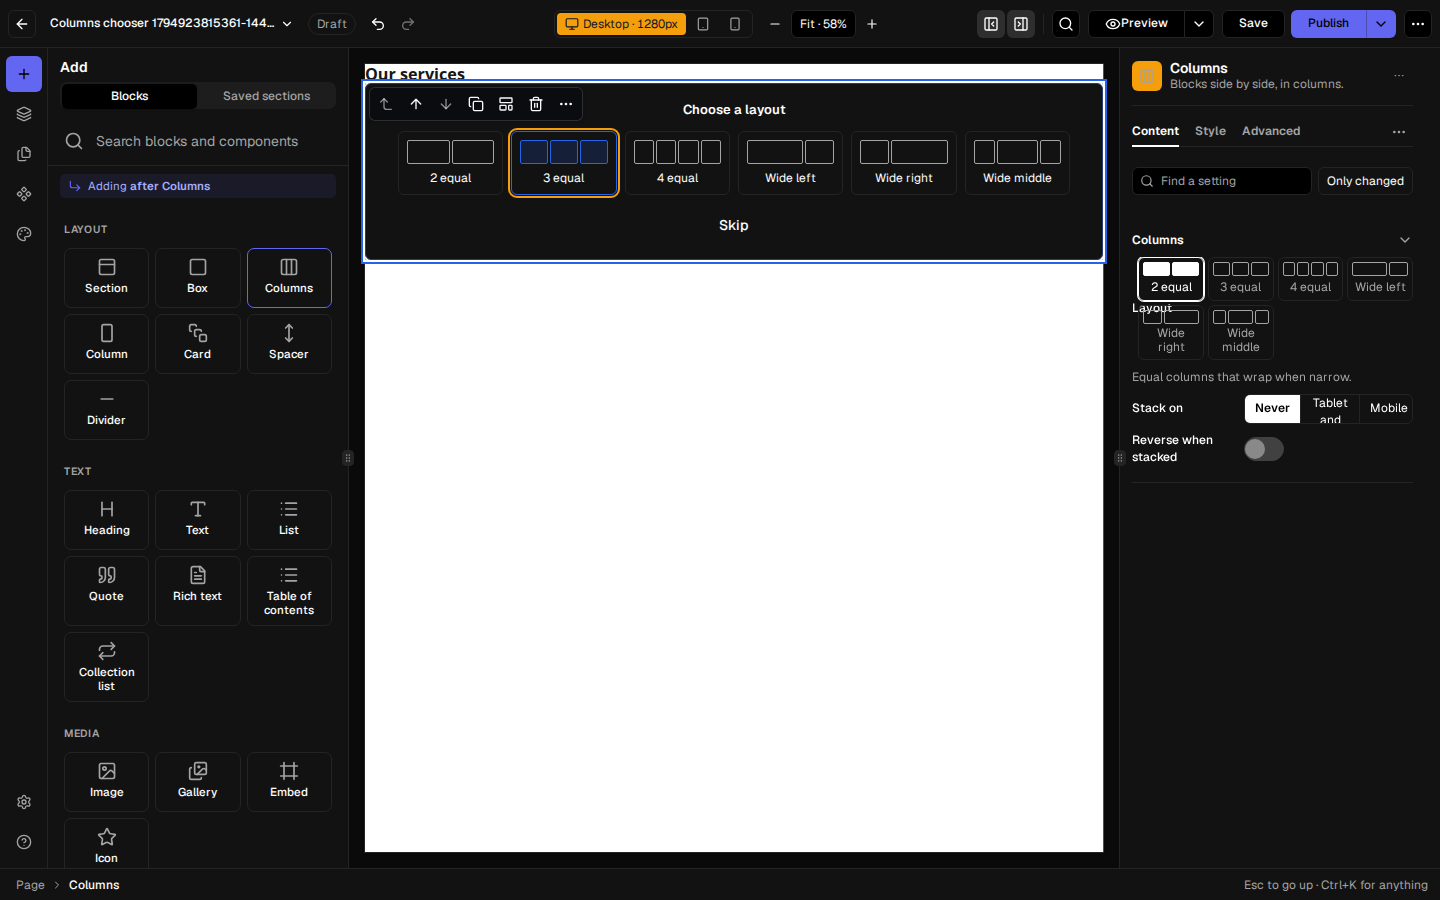 Columns chooser 1794923815361-144...
Draft
Desktop · 1280px
Fit · 58%
Preview
Save
Publish
Add
Blocks
Saved sections
Search blocks and components
Adding after Columns
LAYOUT
Section
Box
Columns
Column
Card
Spacer
Divider
TEXT
Heading
Text
List
Quote
Rich text
Table of
contents
Collection
list
MEDIA
Image
Gallery
Embed
Icon
Our services
Choose a layout
2 equal
3 equal
4 equal
Wide left
Wide right
Wide middle
Skip
Columns
Blocks side by side, in columns.
Content
Style
Advanced
Find a setting
Only changed
Columns
2 equal
3 equal
4 equal
Wide left
Layout
Wide
right
Wide
middle
Equal columns that wrap when narrow.
Stack on
Never
Tablet
and
Mobile
Reverse when
stacked
Page
Columns
Esc to go up · Ctrl+K for anything